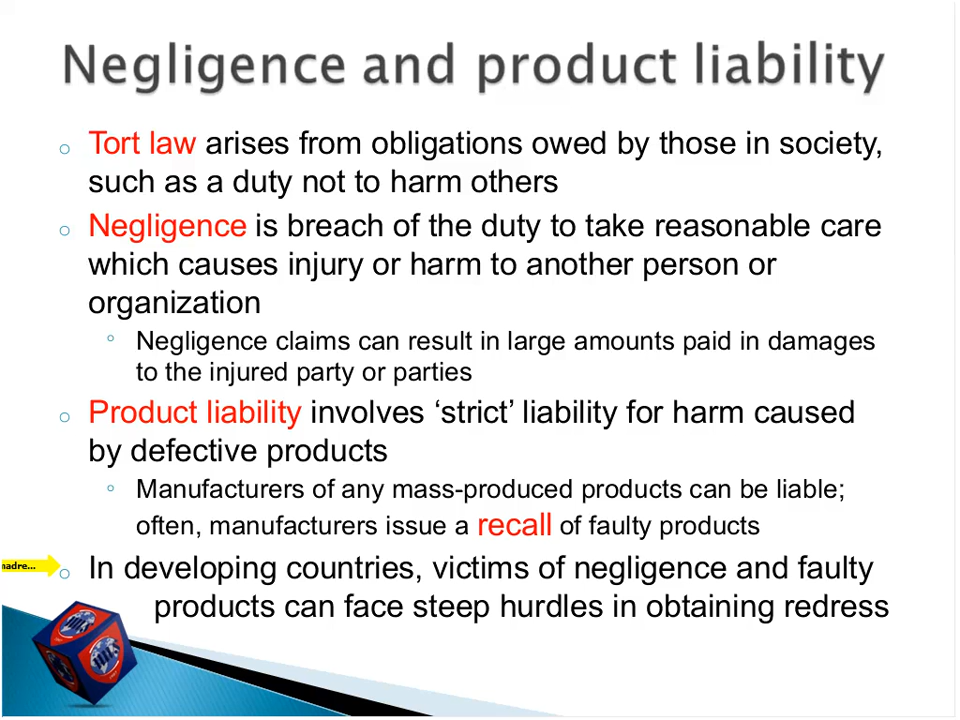 Negligence and product liability
Tort law arises from obligations owed by those in society,
such as a duty not to harm others
Negligence is breach of the duty to take reasonable care
which causes injury or harm to another person or
organization
Negligence claims can result in large amounts paid in damages
to the injured party or parties
Product liability involves ‘strict’ liability for harm caused
by defective products
Manufacturers of any mass-produced products can be liable;
often, manufacturers issue a recall of faulty products
madre...
In developing countries, victims of negligence and faulty
products can face steep hurdles in obtaining redress